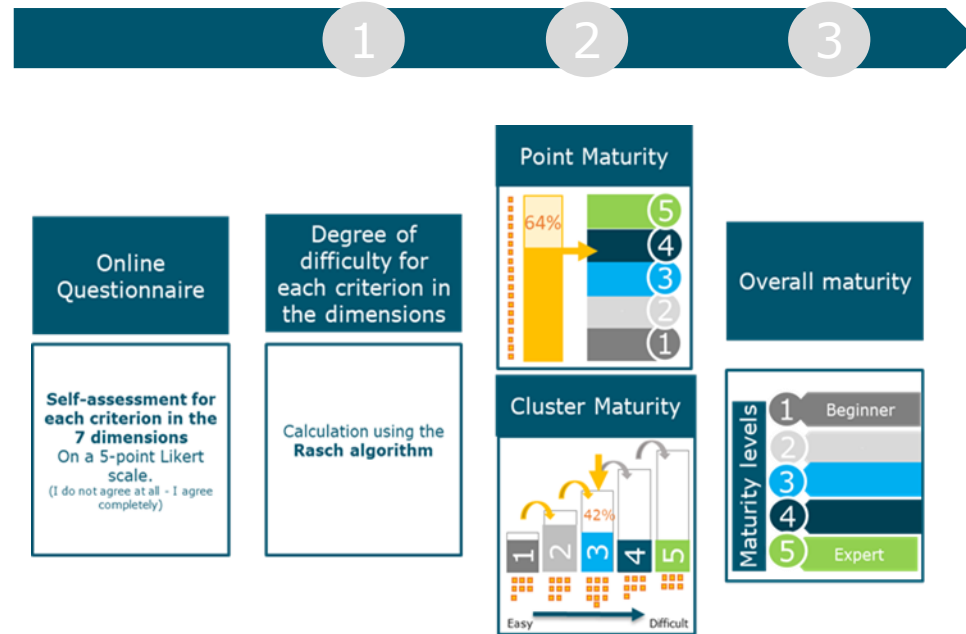 1
2
3
Online
Questionnaire
Self-assessment for
each criterion in the
7 dimensions
On a 5-point Likert
scale.
(I do not agree at all - I agree
completely)
Degree of
difficulty for
each criterion in
the dimensions
Calculation using the
Rasch algorithm
Point Maturity
64%
5
4
3
2
1
Cluster Maturity
42%
1
2
3
4
5
Easy
Difficult
Overall maturity
Maturity levels
1 Beginner
2
3
4
5 Expert